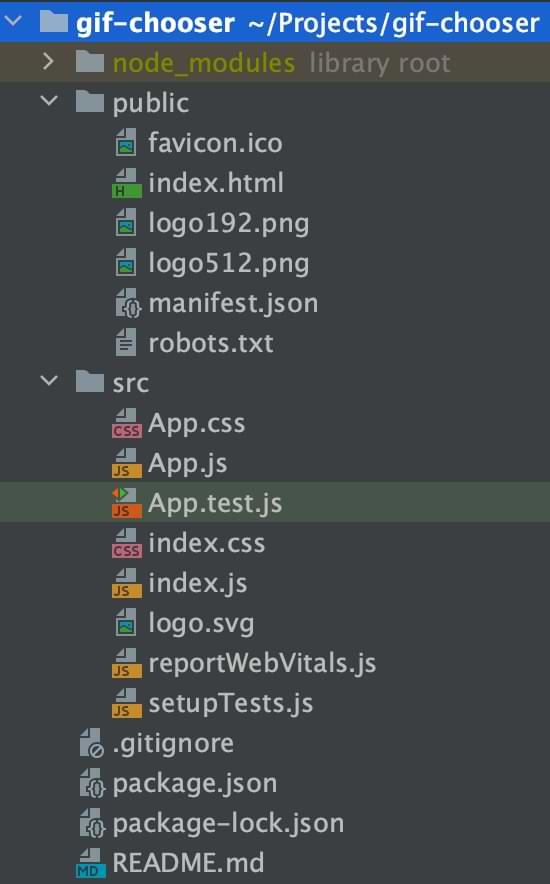 gif-chooser ~/Projects/gif-chooser
node_modules library root
public
favicon.ico
H index.html
logo192.png
logo512.png
manifest.json
robots.txt
src
CSS App.css
JS App.js
JS App.test.js
CSS index.css
JS index.js
logo.svg
JS reportWebVitals.js
JS setupTests.js
.gitignore
package.json
package-lock.json
MD README.md